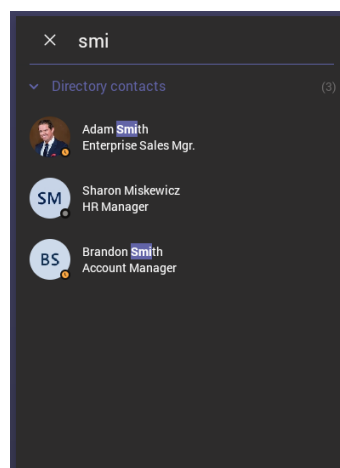 smi
Directory contacts (3)
Adam Smith
Enterprise Sales Mgr.
SM
Sharon Miskewicz
HR Manager
BS
Brandon Smith
Account Manager